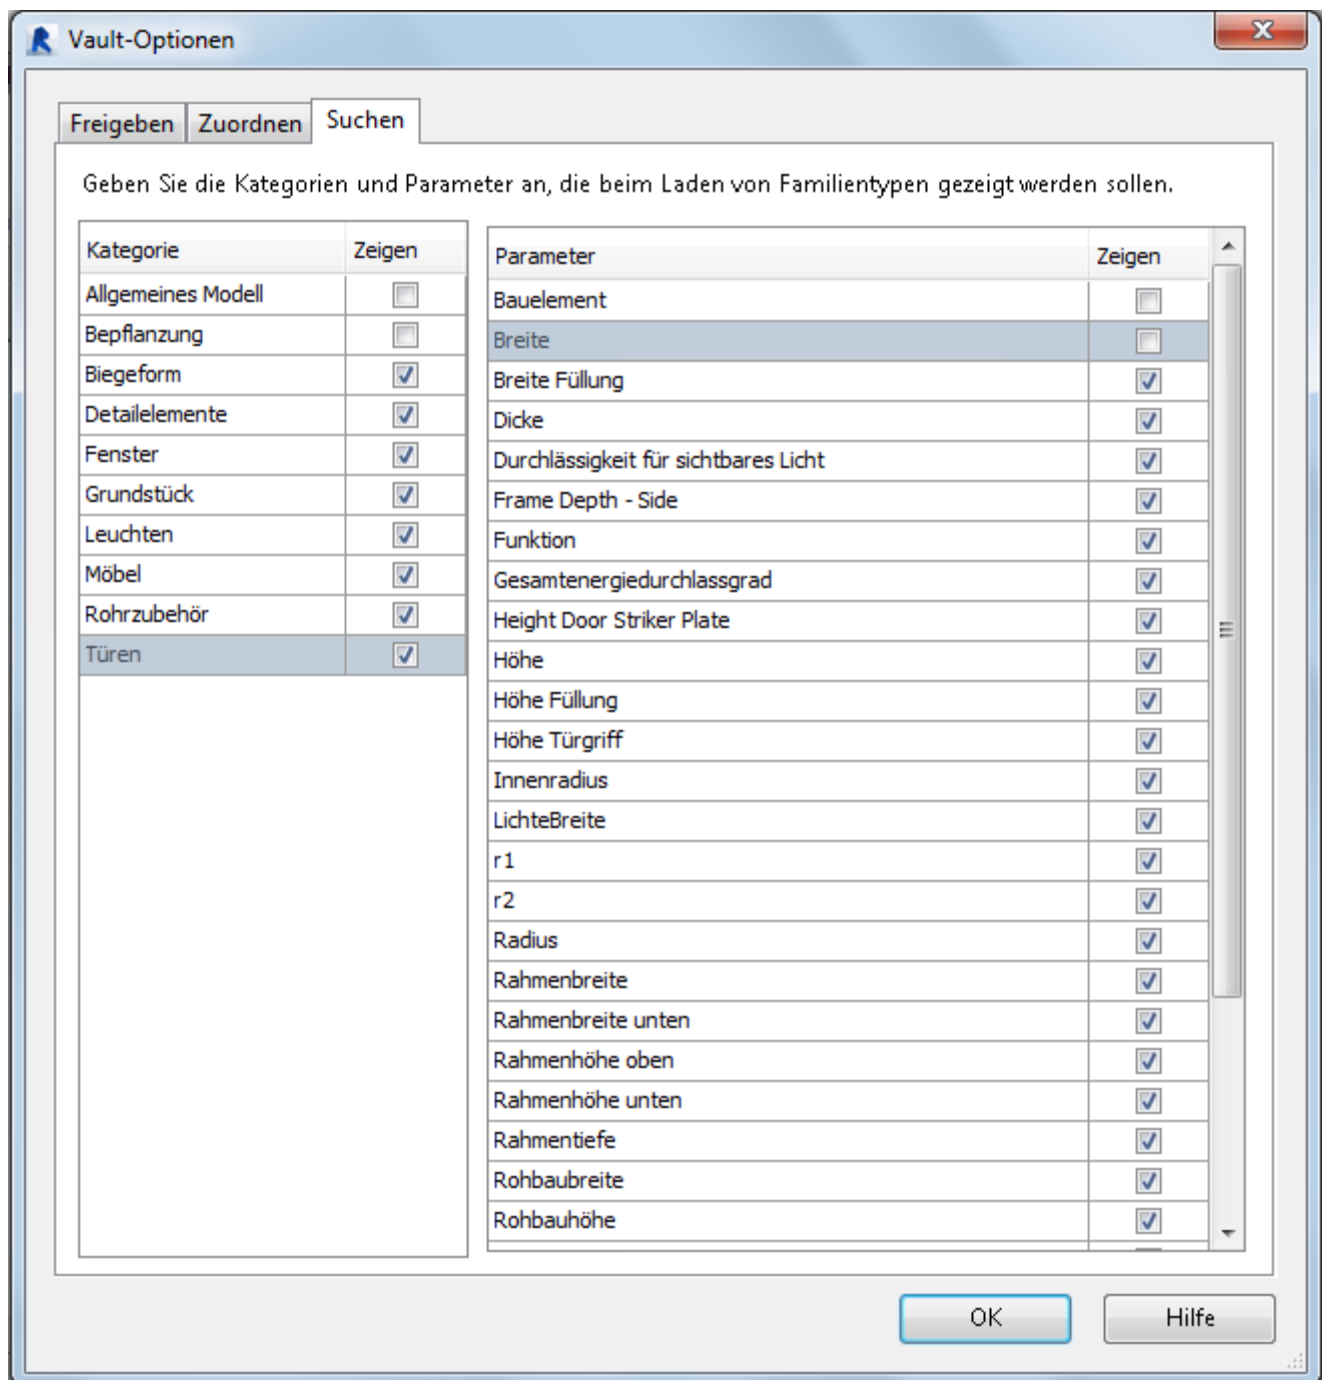 Vault-Optionen
Freigeben Zuordnen Suchen
Geben Sie die Kategorien und Parameter an, die beim Laden von Familientypen gezeigt werden sollen.
Kategorie Zeigen
Allgemeines Modell
Bepflanzung
Biegeform
Detailelemente
Fenster
Grundstück
Leuchten
Möbel
Rohrzubehör
Türen
Parameter Zeigen
Bauelement
Breite
Breite Füllung
Dicke
Durchlässigkeit für sichtbares Licht
Frame Depth - Side
Funktion
Gesamtenergiedurchlassgrad
Height Door Striker Plate
Höhe
Höhe Füllung
Höhe Türgriff
Innenradius
LichteBreite
r1
r2
Radius
Rahmenbreite
Rahmenbreite unten
Rahmenhöhe oben
Rahmenhöhe unten
Rahmentiefe
Rohbaubreite
Rohbauhöhe
OK Hilfe